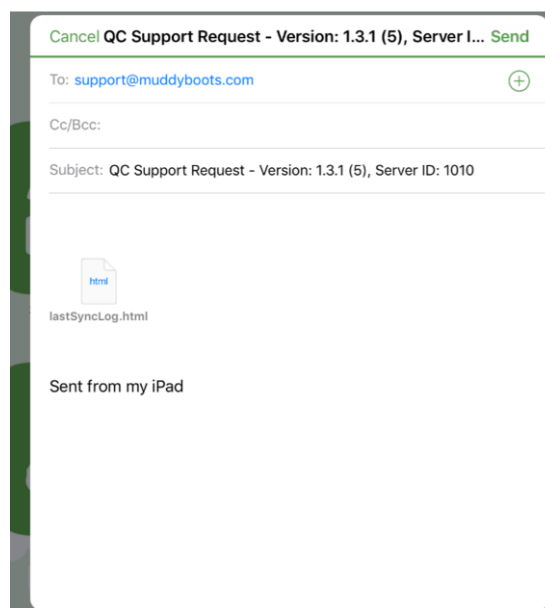 Cancel QC Support Request - Version: 1.3.1 (5), Server I... Send
To: support@muddyboots.com
Cc/Bcc:
Subject: QC Support Request - Version: 1.3.1 (5), Server ID: 1010
html
lastSyncLog.html
Sent from my iPad